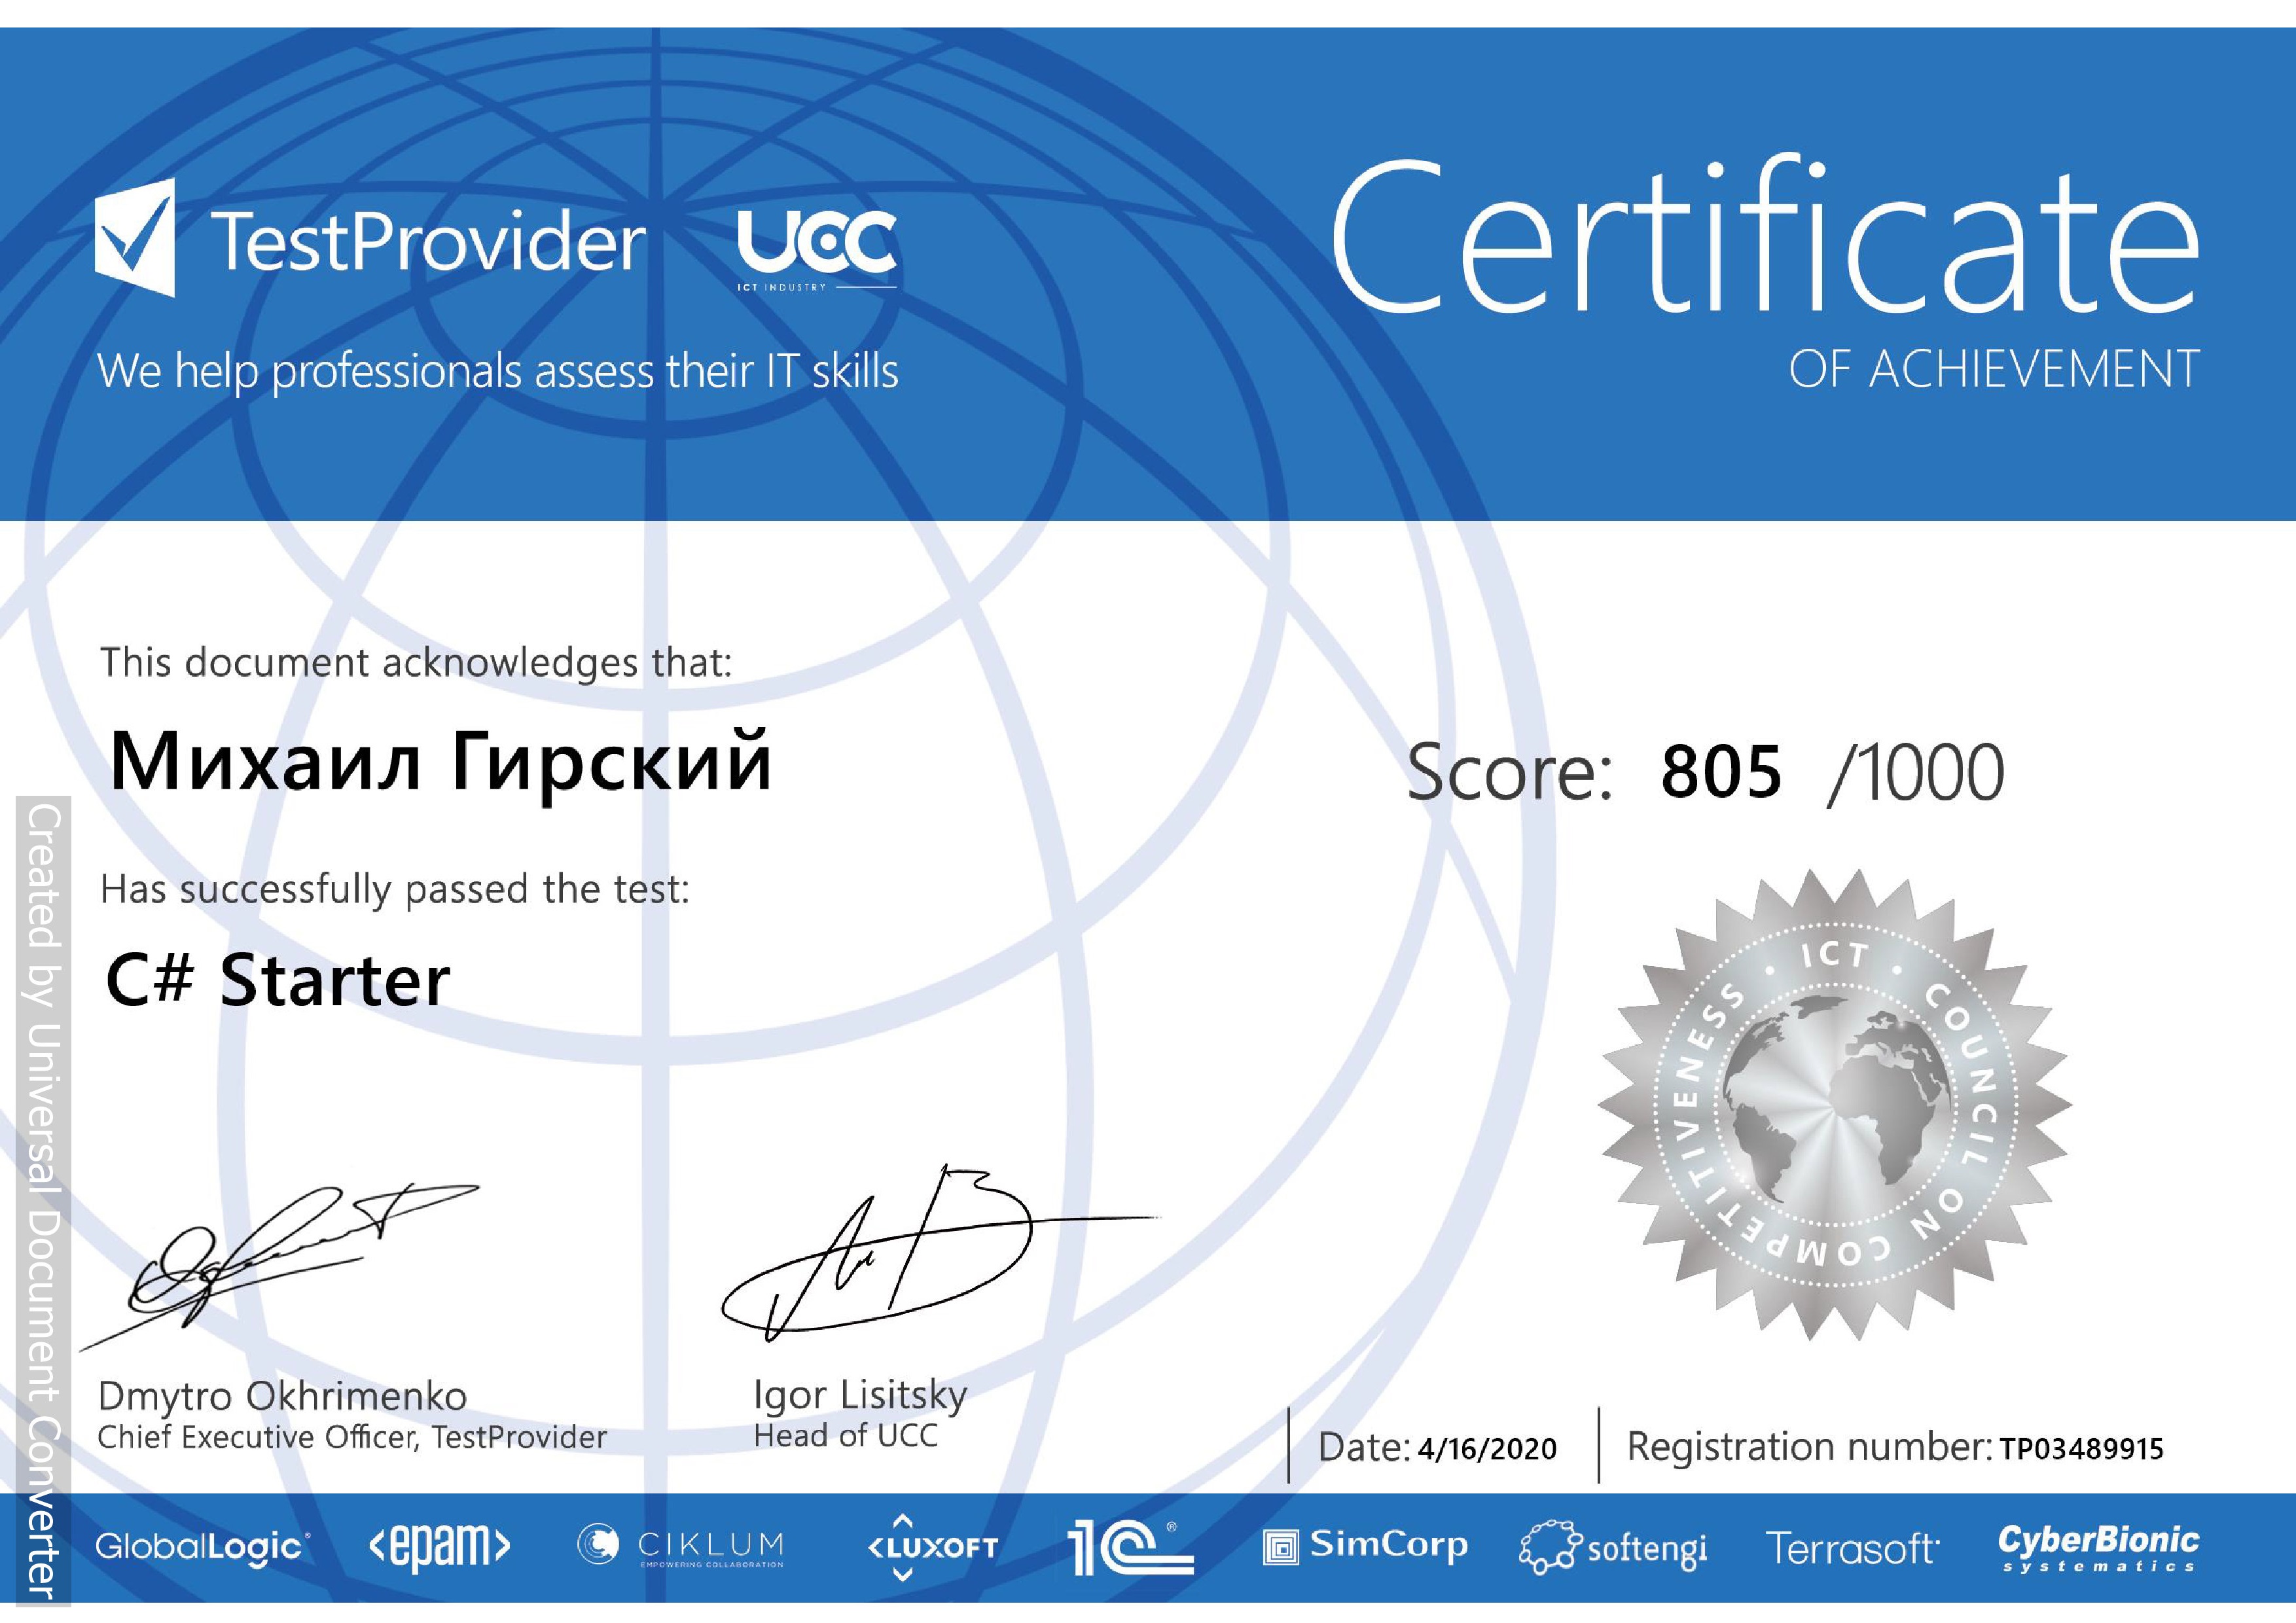 TestProvider
UCC
ICT INDUSTRY
We help professionals assess their IT skills
Certificate
OF ACHIEVEMENT
This document acknowledges that:
Михаил Гирский
Score: 805 /1000
Has successfully passed the test:
C# Starter
ICT • COUNCIL ON COMPETITIVENESS •
Dmytro Okhrimenko
Chief Executive Officer, TestProvider
Igor Lisitsky
Head of UCC
Date: 4/16/2020
Registration number: TP03489915
GlobalLogic®
<epam>
CIKLUM
EMPOWERING COLLABORATION
<LUXOFT
1C®
SimCorp
softengi
Terrasoft
CyberBionic
systematics
Created by Universal Document Converter